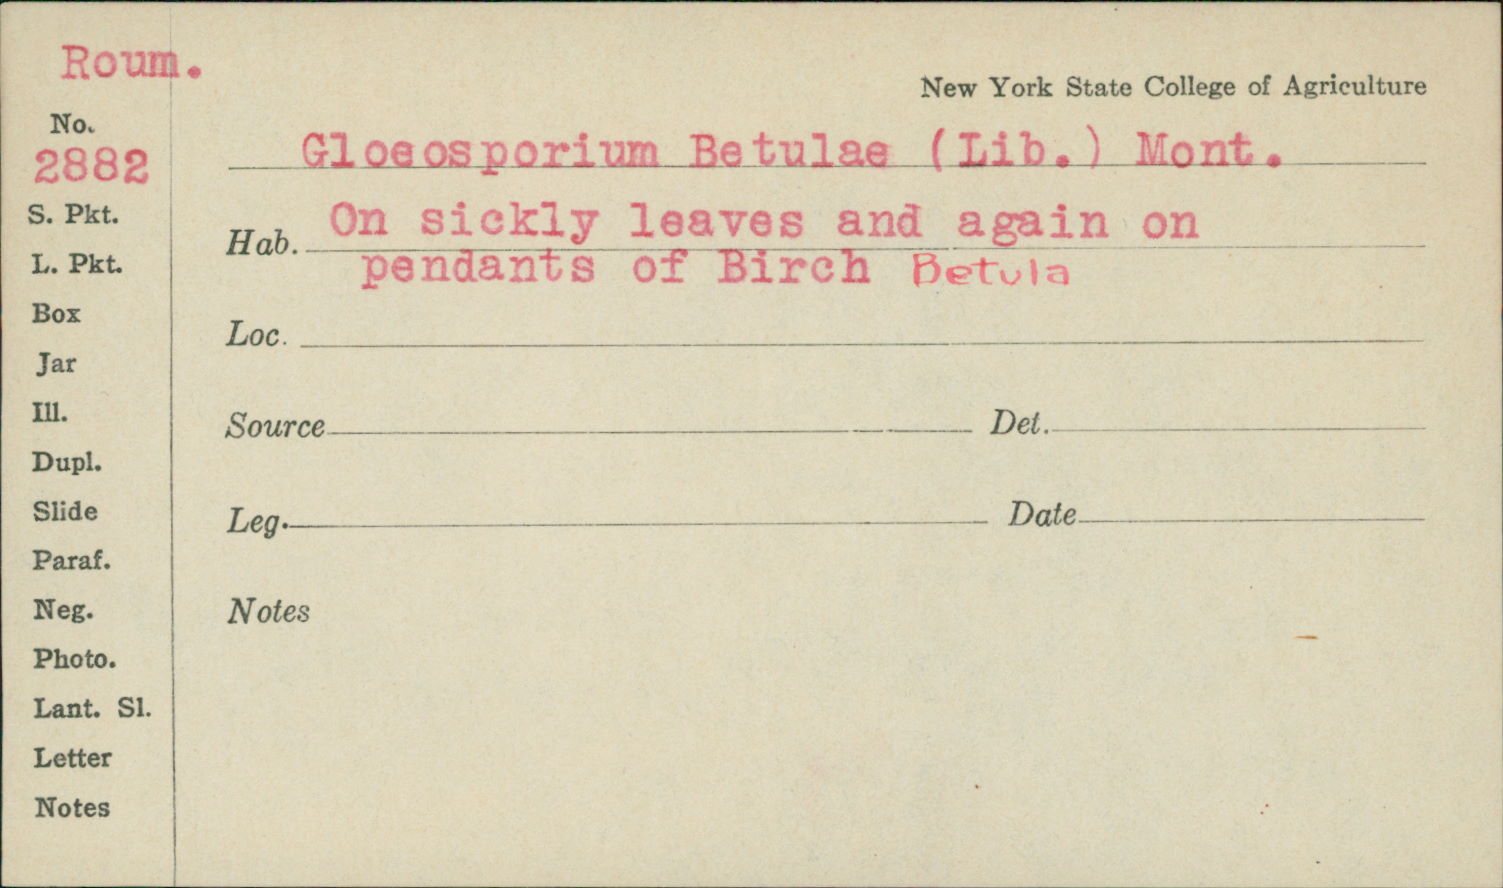 Roum.
New York State College of Agriculture
No.
2882
Gloeosporium Betulae (Lib.) Mont.
S. Pkt.
Hab. On sickly leaves and again on
pendants of Birch Betula
L. Pkt.
Box
Loc.
Jar
Ill.
Source Det.
Dupl.
Slide
Leg. Date
Paraf.
Neg.
Notes
Photo.
Lant. Sl.
Letter
Notes